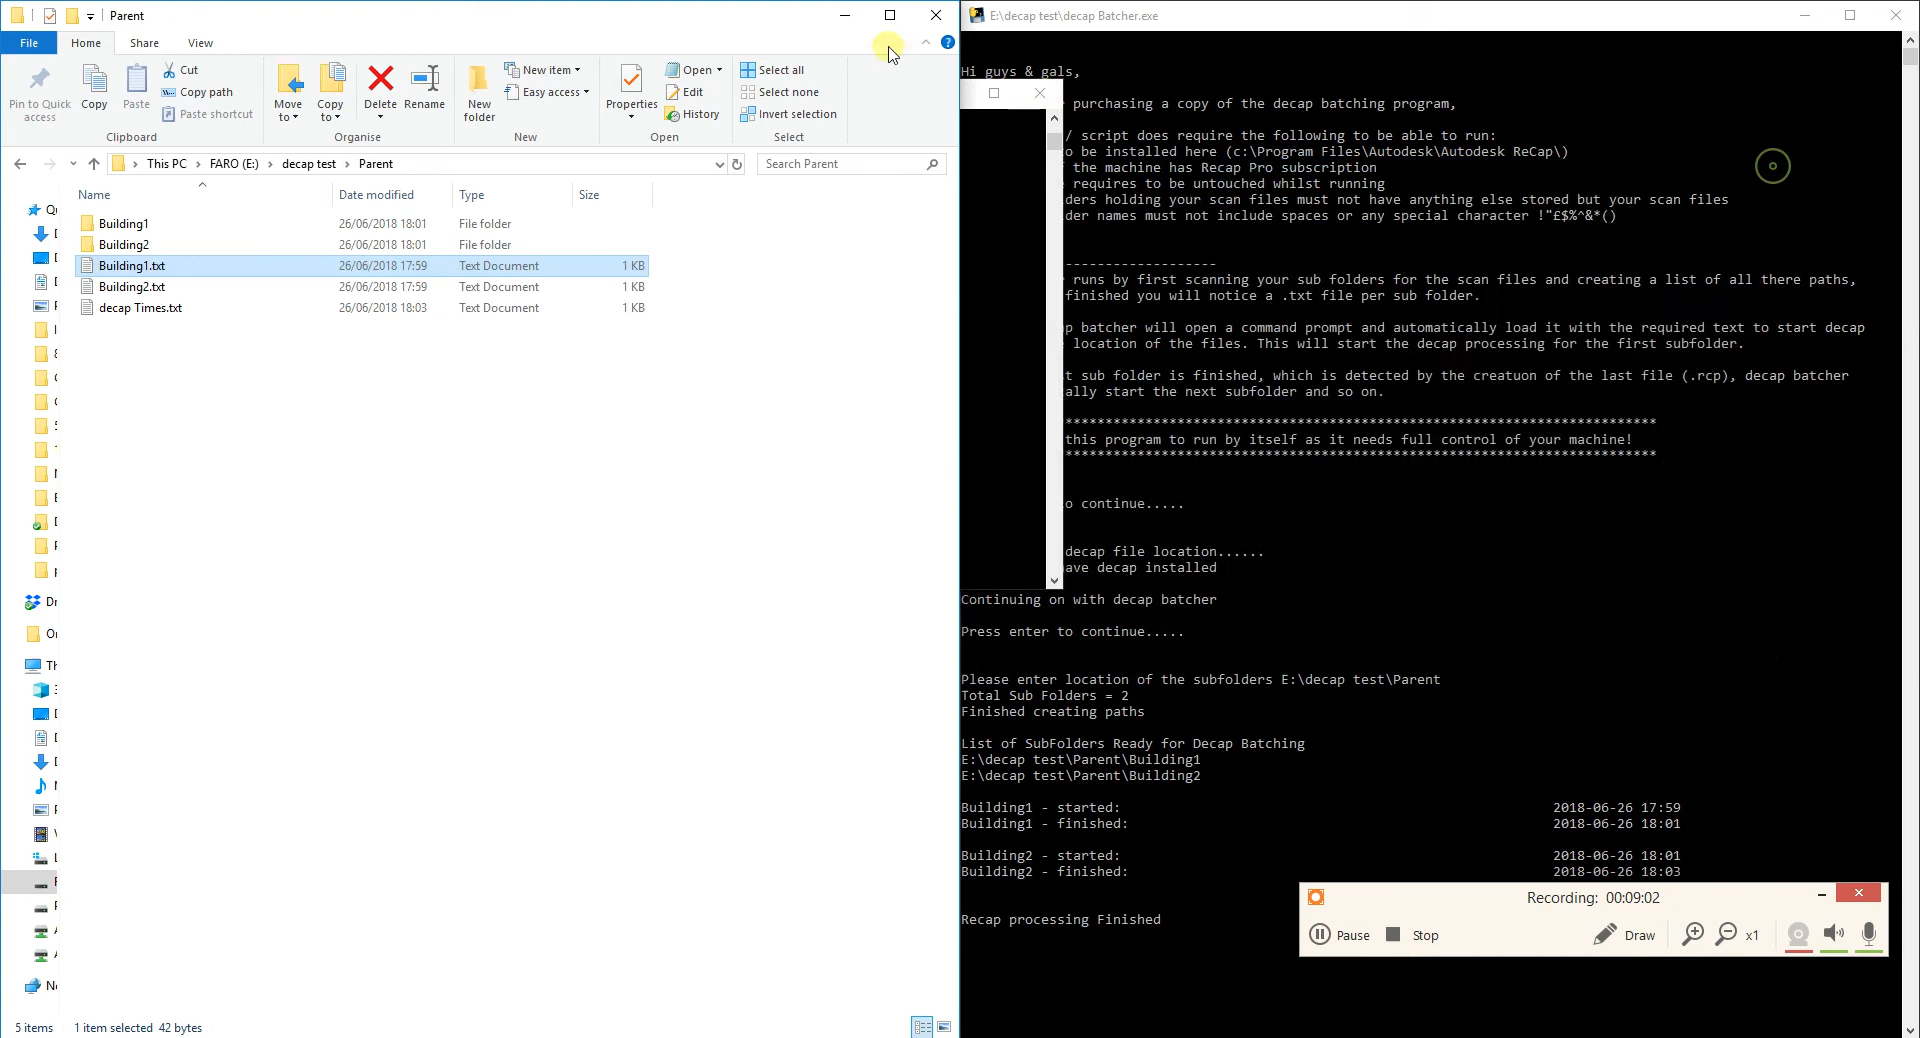 Parent
File Home Share View
Pin to Quick access
Copy
Paste
Cut
Copy path
Paste shortcut
Clipboard
Move to
Copy to
Delete
Rename
Organise
New folder
New item
Easy access
New
Properties
Open
Edit
History
Open
Select all
Select none
Invert selection
Select
This PC > FARO (E:) > decap test > Parent
Search Parent
Name Date modified Type Size
Building1 26/06/2018 18:01 File folder
Building2 26/06/2018 18:01 File folder
Building1.txt 26/06/2018 17:59 Text Document 1 KB
Building2.txt 26/06/2018 17:59 Text Document 1 KB
decap Times.txt 26/06/2018 18:03 Text Document 1 KB
5 items 1 item selected 42 bytes
E:\decap test\decap Batcher.exe
Hi guys & gals,
purchasing a copy of the decap batching program,
/ script does require the following to be able to run:
o be installed here (c:\Program Files\Autodesk\Autodesk ReCap\)
the machine has Recap Pro subscription
requires to be untouched whilst running
ders holding your scan files must not have anything else stored but your scan files
der names must not include spaces or any special character !"£$%^&*()
-------------------
runs by first scanning your sub folders for the scan files and creating a list of all there paths,
finished you will notice a .txt file per sub folder.
p batcher will open a command prompt and automatically load it with the required text to start decap
location of the files. This will start the decap processing for the first subfolder.
t sub folder is finished, which is detected by the creatuon of the last file (.rcp), decap batcher
ally start the next subfolder and so on.
**************************************************************************
this program to run by itself as it needs full control of your machine!
**************************************************************************
o continue.....
decap file location......
ave decap installed
Continuing on with decap batcher
Press enter to continue.....
Please enter location of the subfolders E:\decap test\Parent
Total Sub Folders = 2
Finished creating paths
List of SubFolders Ready for Decap Batching
E:\decap test\Parent\Building1
E:\decap test\Parent\Building2
Building1 - started: 2018-06-26 17:59
Building1 - finished: 2018-06-26 18:01
Building2 - started: 2018-06-26 18:01
Building2 - finished: 2018-06-26 18:03
Recap processing Finished
Recording: 00:09:02
Pause Stop Draw x1